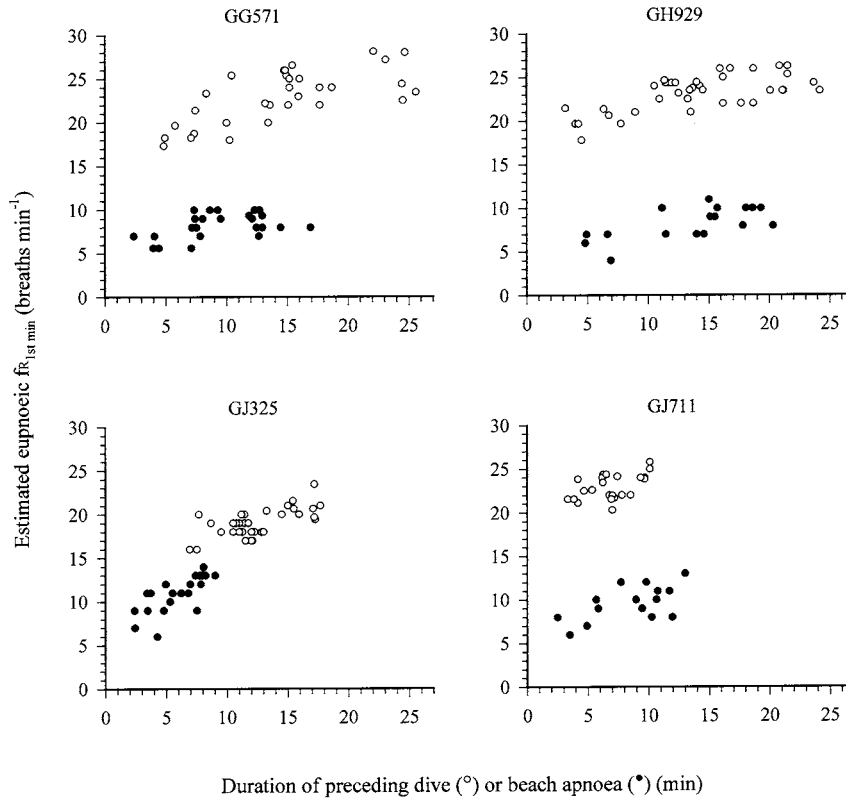 GG571
GH929
30
25
20
15
10
5
0
0 5 10 15 20 25
30
25
20
15
10
5
0
0 5 10 15 20 25
Estimated eupnoeic fR1st min (breaths min-1)
GJ325
GJ711
30
25
20
15
10
5
0
0 5 10 15 20 25
30
25
20
15
10
5
0
0 5 10 15 20 25
Duration of preceding dive (○) or beach apnoea (●) (min)